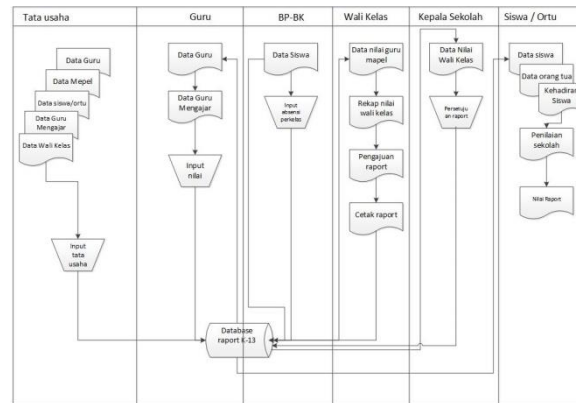 Tata usaha
Guru
BP-BK
Wali Kelas
Kepala Sekolah
Siswa / Ortu
Data Guru
Data Mepel
Data siswa/ortu
Data Guru
Mengajar
Data Wali Kelas
Input
tata
usaha
Data Guru
Data Guru
Mengajar
Input
nilai
Data Siswa
Input
absensi
perkelas
Data nilai guru
mapel
Rekap nilai
wali kelas
Pengajuan
raport
Cetak raport
Data Nilai
Wali Kelas
Persetuju
an raport
Data siswa
Data orang tua
Kehadiran
Siswa
Penilaian
sekolah
Nilai Raport
Database
raport K-13